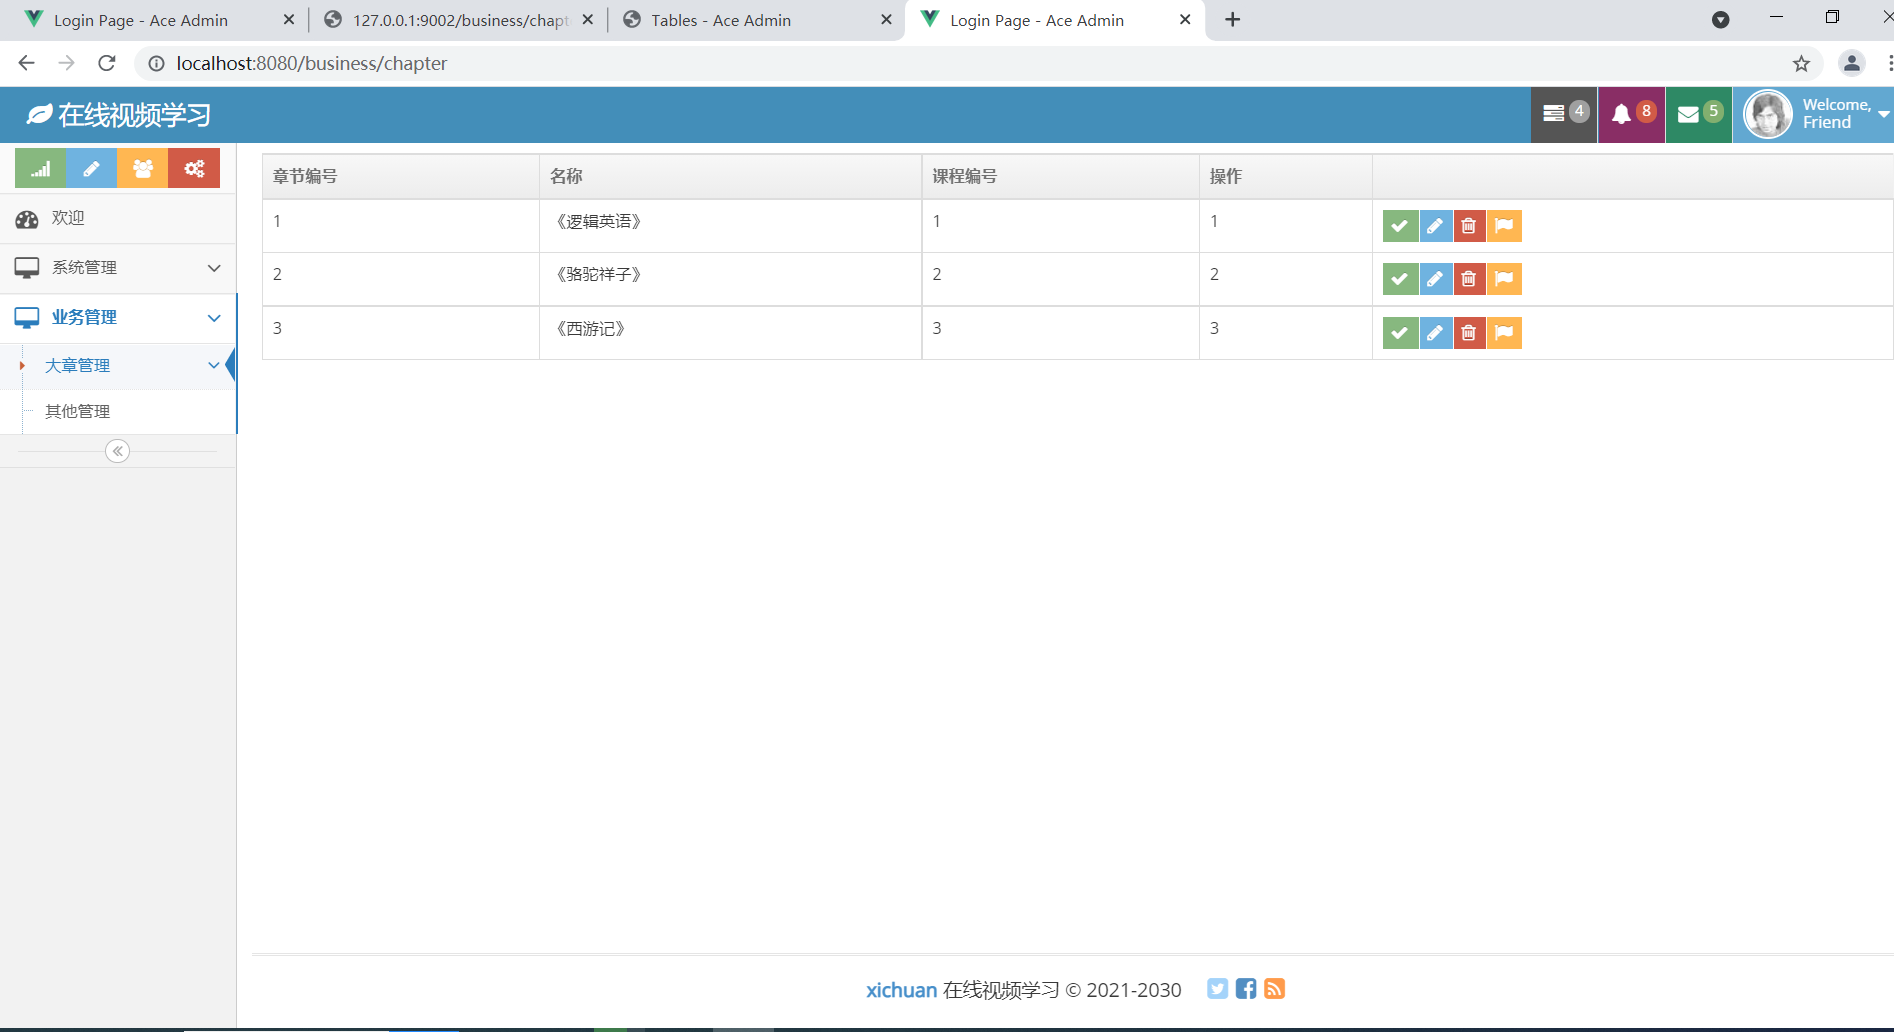 Login Page - Ace Admin
127.0.0.1:9002/business/chapt
Tables - Ace Admin
Login Page - Ace Admin
localhost:8080/business/chapter
在线视频学习
4
8
5
Welcome,
Friend
欢迎
系统管理
业务管理
大章管理
其他管理
章节编号 名称 课程编号 操作
1 《逻辑英语》 1 1
2 《骆驼祥子》 2 2
3 《西游记》 3 3
xichuan 在线视频学习 © 2021-2030